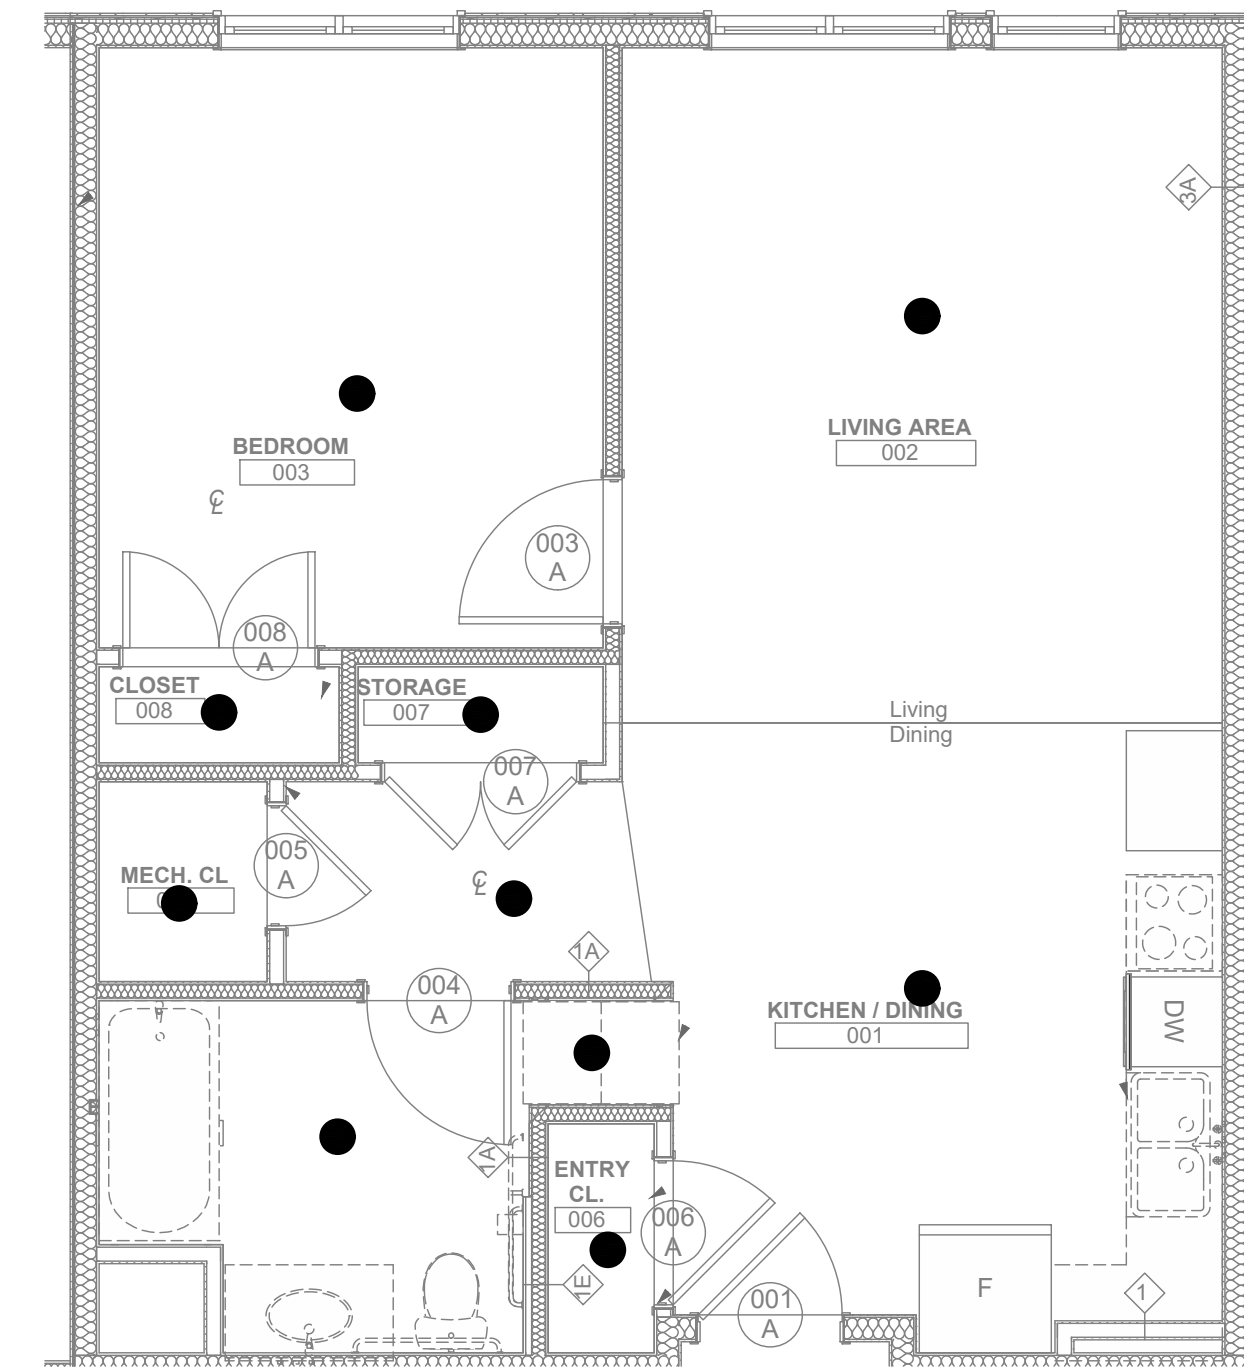 3A
LIVING AREA
002
BEDROOM
003
℄
003
A
008
A
CLOSET
008
STORAGE
007
Living
Dining
007
A
005
A
MECH. CL
℄
1A
004
A
KITCHEN / DINING
001
DW
1A
ENTRY
CL.
006
006
A
1E
001
A
F
1